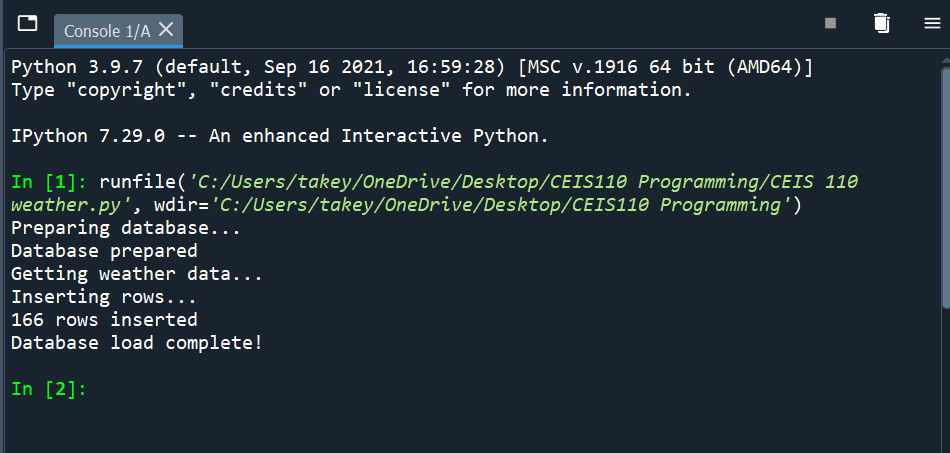 Console 1/A
Python 3.9.7 (default, Sep 16 2021, 16:59:28) [MSC v.1916 64 bit (AMD64)]
Type "copyright", "credits" or "license" for more information.
IPython 7.29.0 -- An enhanced Interactive Python.
In [1]: runfile('C:/Users/takey/OneDrive/Desktop/CEIS110 Programming/CEIS 110
weather.py', wdir='C:/Users/takey/OneDrive/Desktop/CEIS110 Programming')
Preparing database...
Database prepared
Getting weather data...
Inserting rows...
166 rows inserted
Database load complete!
In [2]: